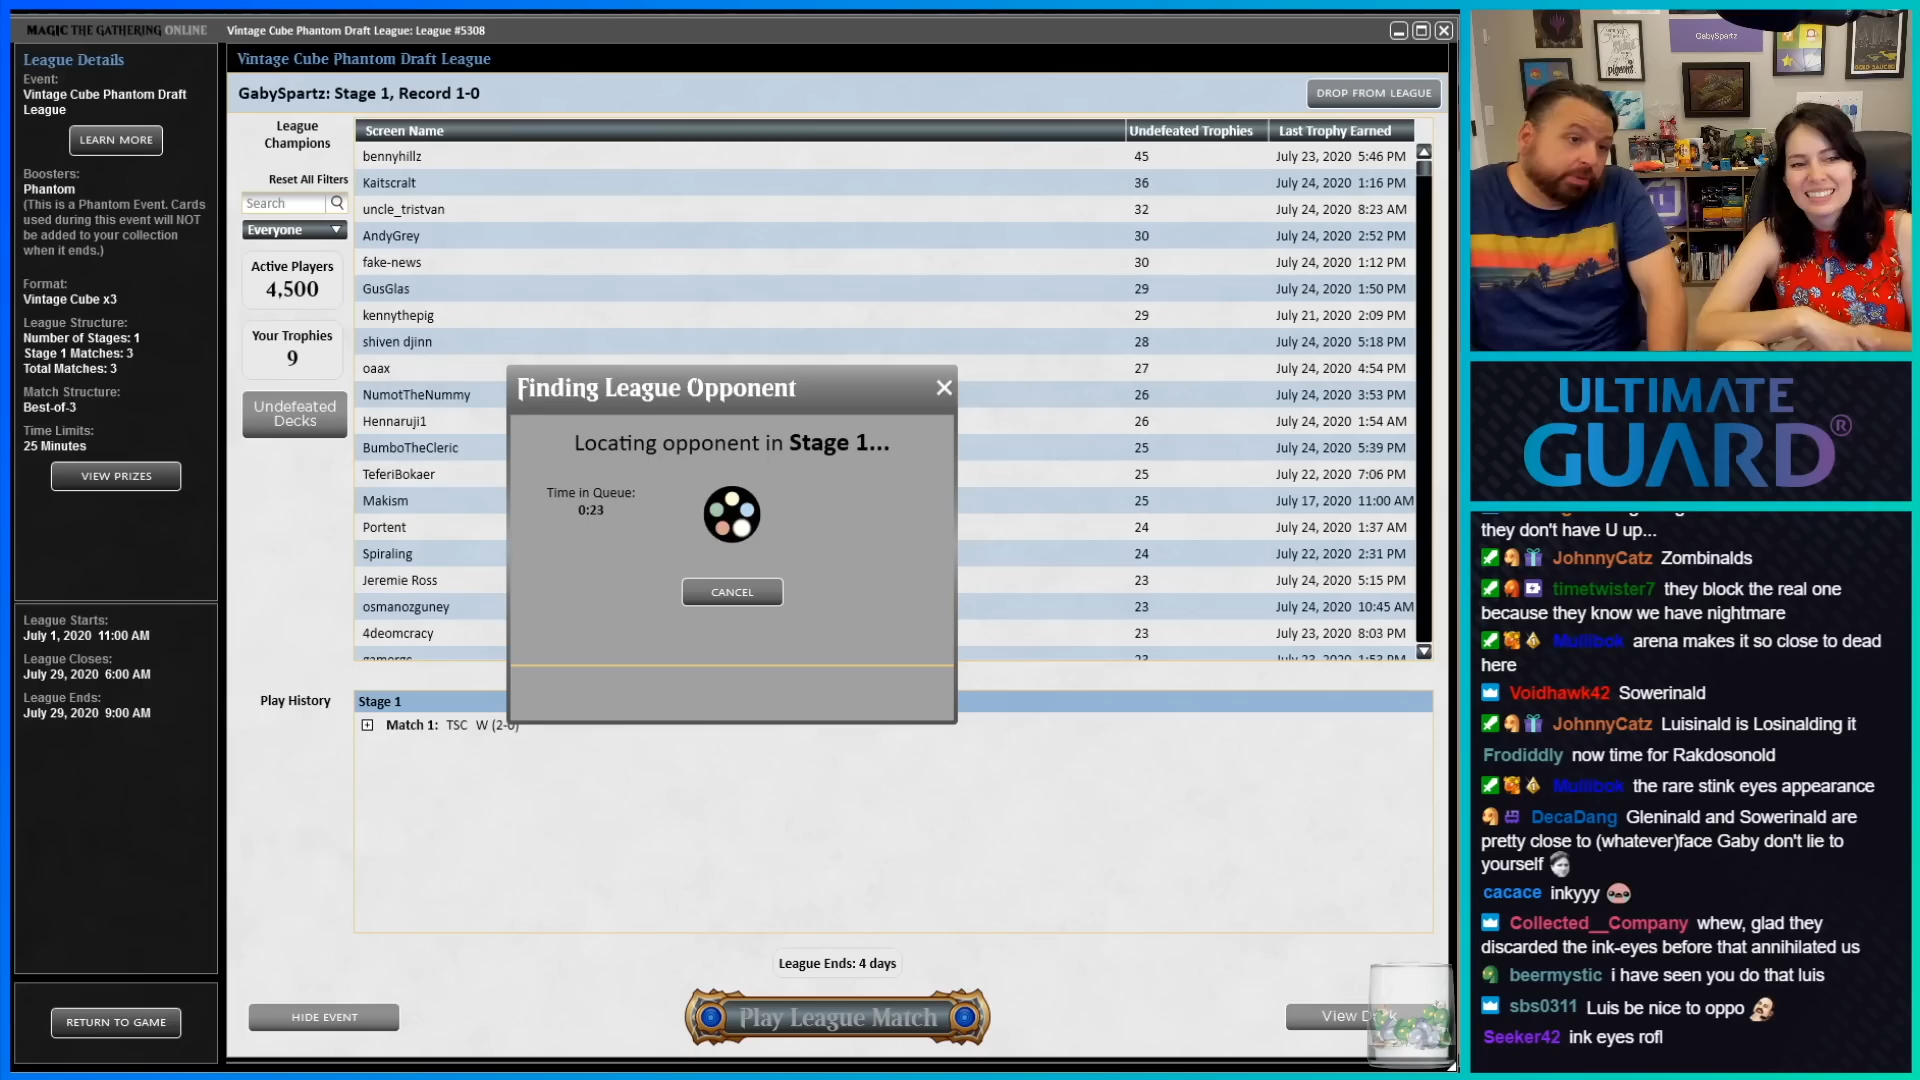 MAGIC THE GATHERING ONLINE
Vintage Cube Phantom Draft League: League #5308
League Details
Event:
Vintage Cube Phantom Draft
League
LEARN MORE
Boosters:
Phantom
(This is a Phantom Event. Cards
used during this event will NOT
be added to your collection
when it ends.)
Format:
Vintage Cube x3
League Structure:
Number of Stages: 1
Stage 1 Matches: 3
Total Matches: 3
Match Structure:
Best-of-3
Time Limits:
25 Minutes
VIEW PRIZES
League Starts:
July 1, 2020 11:00 AM
League Closes:
July 29, 2020 6:00 AM
League Ends:
July 29, 2020 9:00 AM
RETURN TO GAME
Vintage Cube Phantom Draft League
GabySpartz: Stage 1, Record 1-0
DROP FROM LEAGUE
League
Champions
Reset All Filters
Search
Everyone
Active Players
4,500
Your Trophies
9
Undefeated
Decks
Screen Name Undefeated Trophies Last Trophy Earned
bennyhillz 45 July 23, 2020 5:46 PM
Kaitscralt 36 July 24, 2020 1:16 PM
uncle_tristvan 32 July 24, 2020 8:23 AM
AndyGrey 30 July 24, 2020 2:52 PM
fake-news 30 July 24, 2020 1:12 PM
GusGlas 29 July 24, 2020 1:50 PM
kennythepig 29 July 21, 2020 2:09 PM
shiven djinn 28 July 24, 2020 5:18 PM
oaax 27 July 24, 2020 4:54 PM
NumotTheNummy 26 July 24, 2020 3:53 PM
Hennaruji1 26 July 24, 2020 1:54 AM
BumboTheCleric 25 July 24, 2020 5:39 PM
TeferiBokaer 25 July 22, 2020 7:06 PM
Makism 25 July 17, 2020 11:00 AM
Portent 24 July 24, 2020 1:37 AM
Spiraling 24 July 22, 2020 2:31 PM
Jeremie Ross 23 July 24, 2020 5:15 PM
osmanozguney 23 July 24, 2020 10:45 AM
4deomcracy 23 July 23, 2020 8:03 PM
23 July 23, 2020 1:53 PM
Finding League Opponent
Locating opponent in Stage 1...
Time in Queue:
0:23
CANCEL
Play History
Stage 1
Match 1: TSC W (2-0)
League Ends: 4 days
HIDE EVENT
Play League Match
View
GabySpartz
ULTIMATE
GUARD®
they don't have U up...
JohnnyCatz Zombinalds
timetwister7 they block the real one
because they know we have nightmare
Mullibok arena makes it so close to dead
here
Voidhawk42 Sowerinald
JohnnyCatz Luisinald is Losinalding it
Frodiddly now time for Rakdosonold
Mullibok the rare stink eyes appearance
DecaDang Gleninald and Sowerinald are
pretty close to (whatever)face Gaby don't lie to
yourself
cacace inkyyy
Collected__Company whew, glad they
discarded the ink-eyes before that annihilated us
beermystic i have seen you do that luis
sbs0311 Luis be nice to oppo
Seeker42 ink eyes rofl